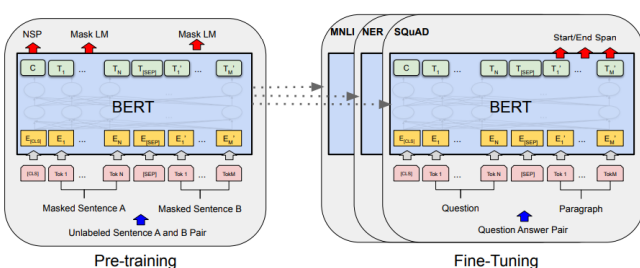 NSP Mask LM Mask LM
C T1 ... TN T[SEP] T1' ... TM'
BERT
E[CLS] E1 ... EN E[SEP] E1' ... EM'
[CLS] Tok 1 ... Tok N [SEP] Tok 1 ... TokM
Masked Sentence A Masked Sentence B
Unlabeled Sentence A and B Pair
Pre-training
MNLI NER SQuAD
Start/End Span
C T1 ... TN T[SEP] T1' ... TM'
BERT
E[CLS] E1 ... EN E[SEP] E1' ... EM'
[CLS] Tok 1 ... Tok N [SEP] Tok 1 ... TokM
Question Paragraph
Question Answer Pair
Fine-Tuning